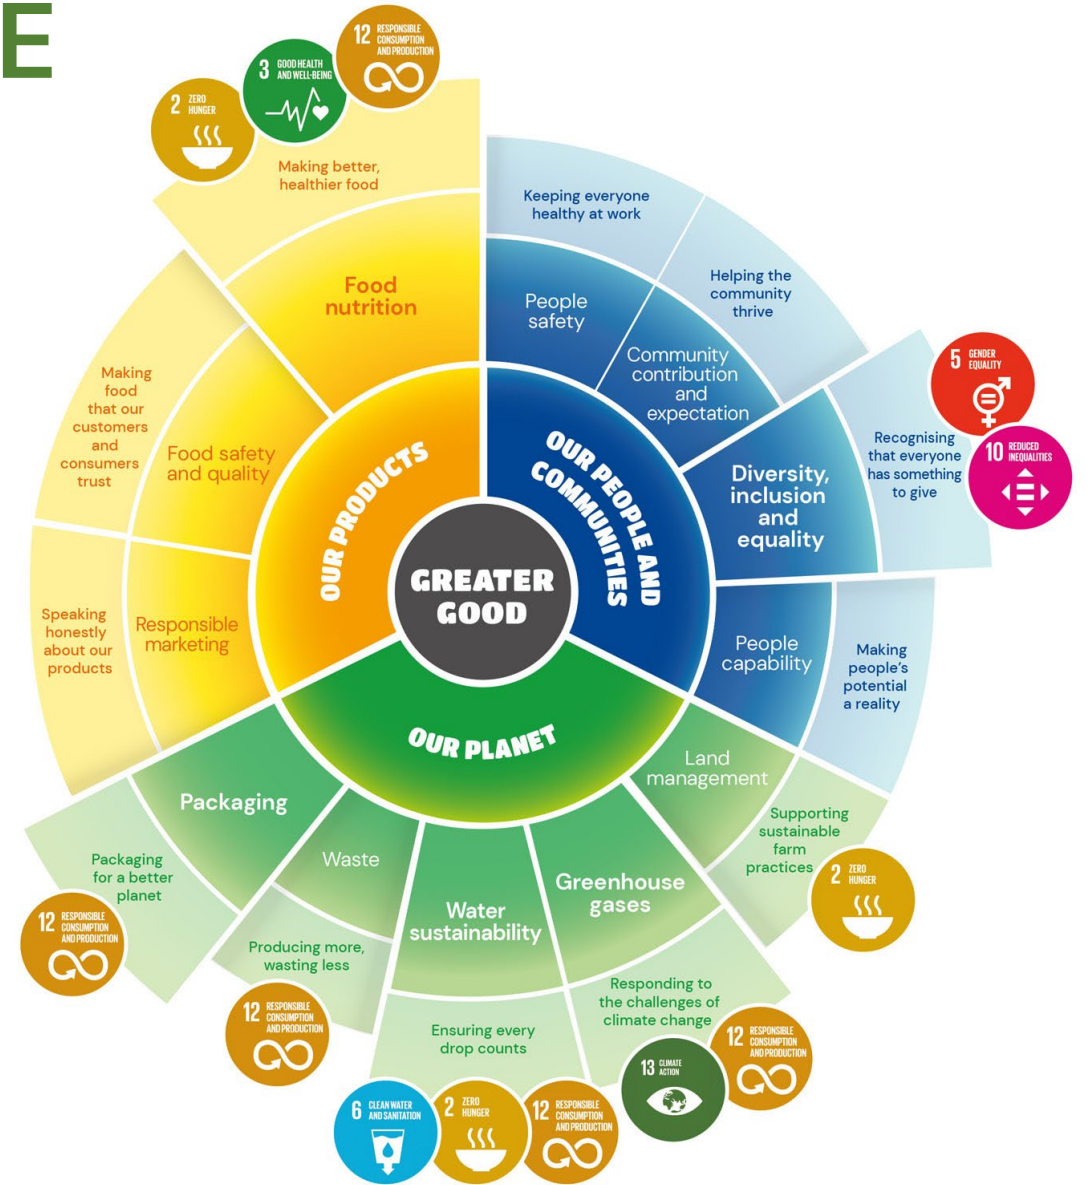 E
2 ZERO
HUNGER
3 GOOD HEALTH
AND WELL-BEING
12 RESPONSIBLE
CONSUMPTION
AND PRODUCTION
Making better,
healthier food
Food
nutrition
Making
food
that our
customers
and
consumers
trust
Food safety
and quality
Speaking
honestly
about our
products
Responsible
marketing
OUR PRODUCTS
Keeping everyone
healthy at work
People
safety
Helping the
community
thrive
Community
contribution
and
expectation
5 GENDER
EQUALITY
10 REDUCED
INEQUALITIES
Recognising
that everyone
has something
to give
Diversity,
inclusion
and
equality
People
capability
Making
people's
potential
a reality
OUR PEOPLE AND
COMMUNITIES
GREATER
GOOD
OUR PLANET
Packaging
Packaging
for a better
planet
12 RESPONSIBLE
CONSUMPTION
AND PRODUCTION
Waste
Producing more,
wasting less
12 RESPONSIBLE
CONSUMPTION
AND PRODUCTION
Water
sustainability
Ensuring every
drop counts
6 CLEAN WATER
AND SANITATION
2 ZERO
HUNGER
12 RESPONSIBLE
CONSUMPTION
AND PRODUCTION
Greenhouse
gases
Responding to
the challenges of
climate change
13 CLIMATE
ACTION
12 RESPONSIBLE
CONSUMPTION
AND PRODUCTION
Land
management
Supporting
sustainable
farm
practices
2 ZERO
HUNGER